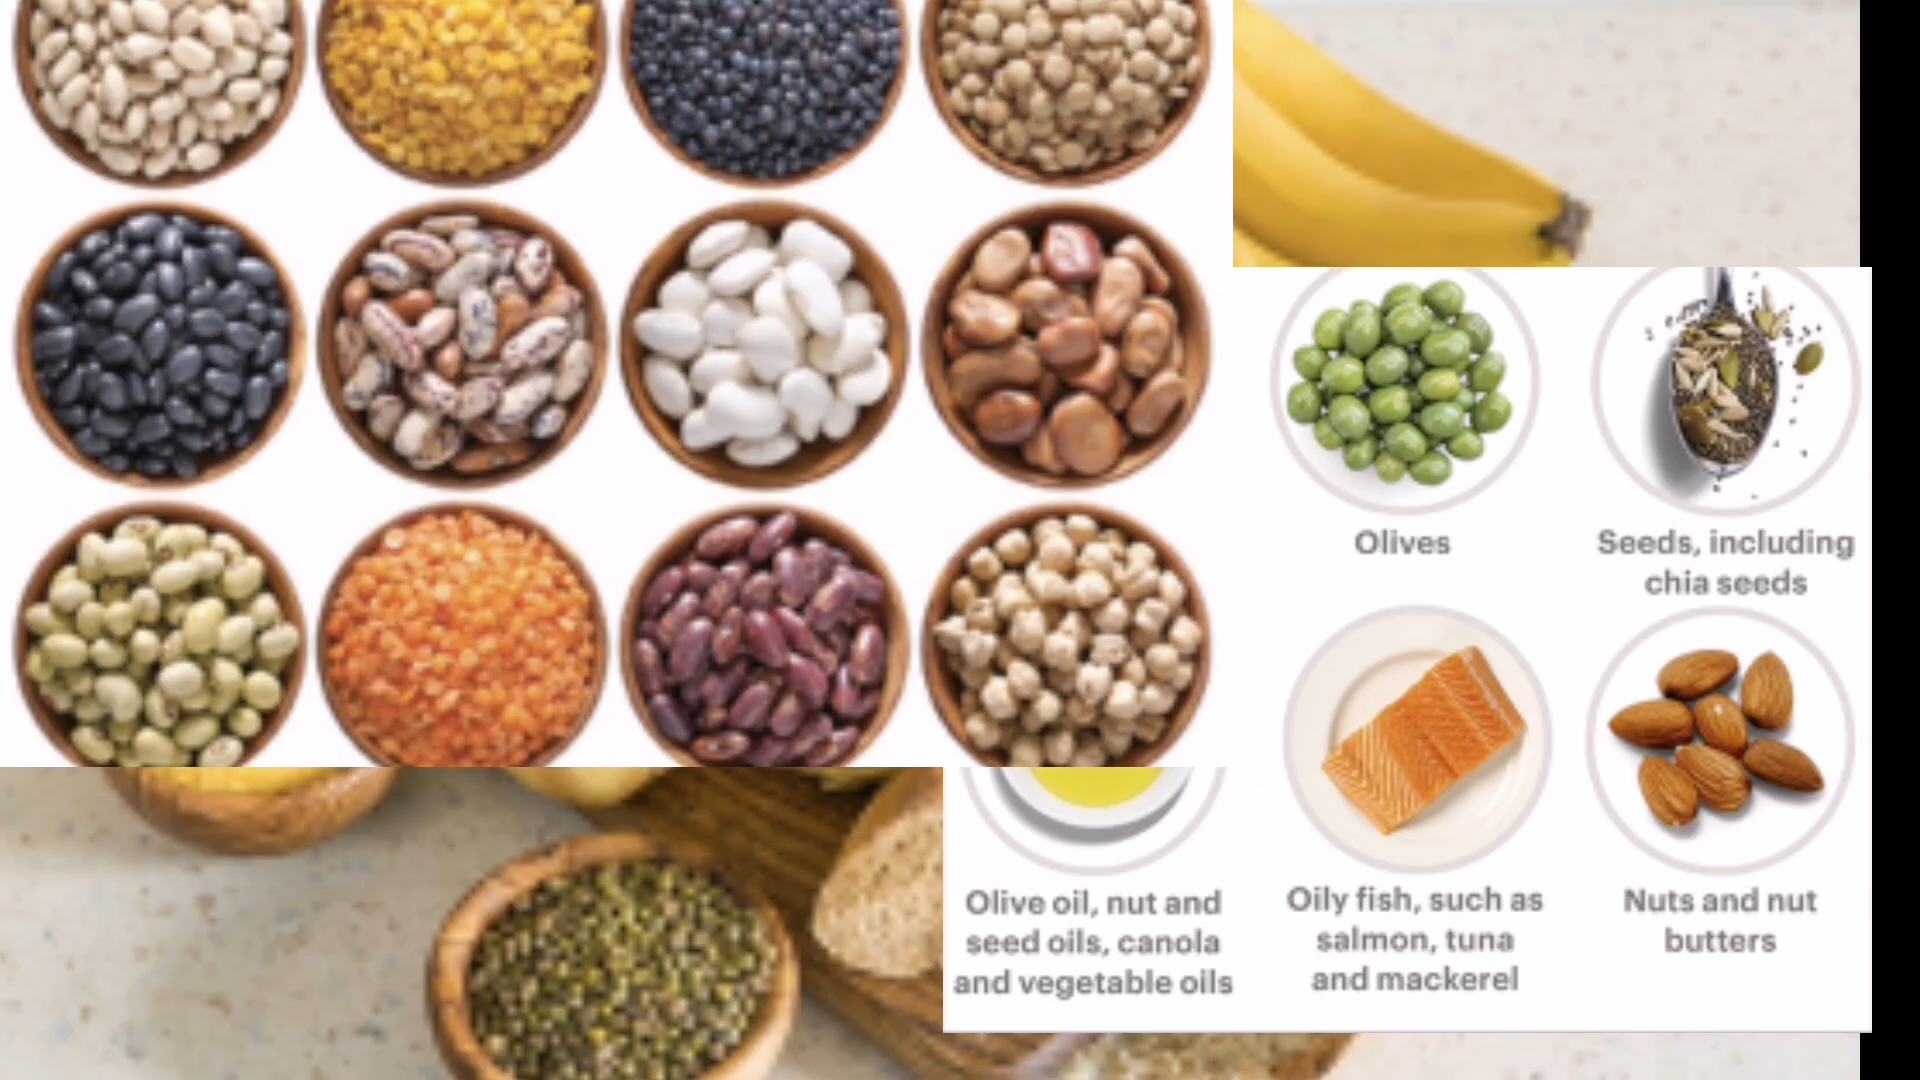 Olives
Seeds, including
chia seeds
Olive oil, nut and
seed oils, canola
and vegetable oils
Oily fish, such as
salmon, tuna
and mackerel
Nuts and nut
butters